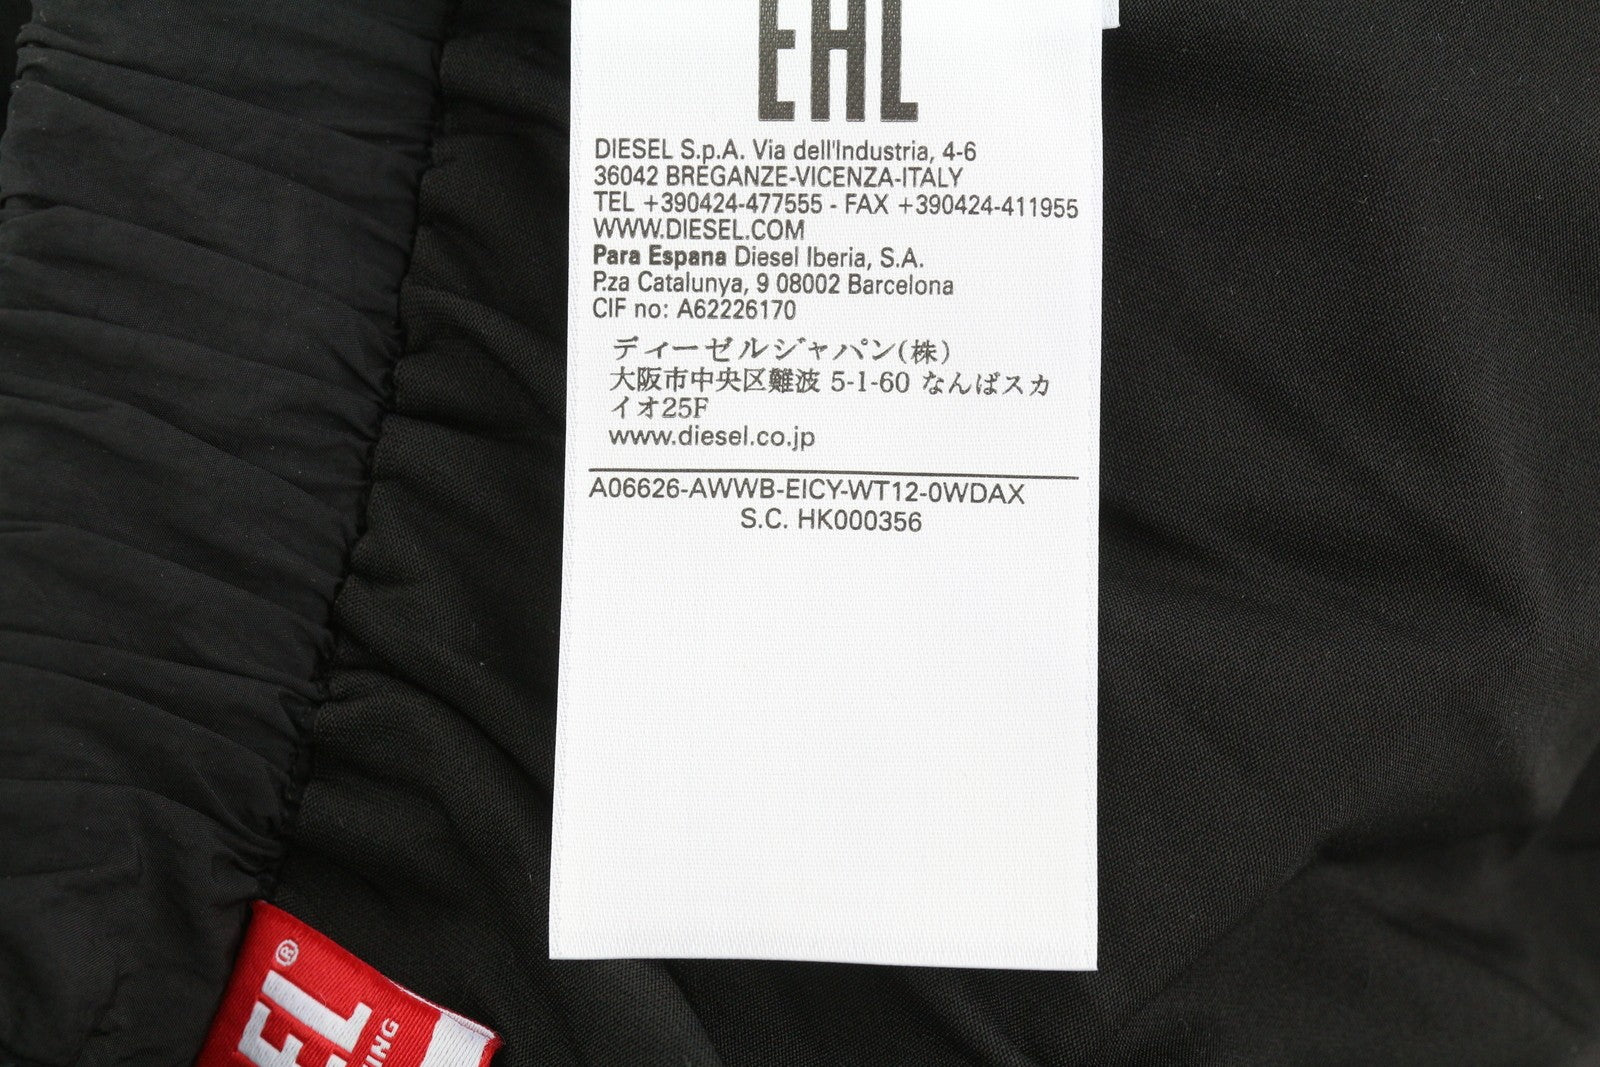 EAC
DIESEL S.p.A. Via dell'Industria, 4-6
36042 BREGANZE-VICENZA-ITALY
TEL +390424-477555 - FAX +390424-411955
WWW.DIESEL.COM
Para Espana Diesel Iberia, S.A.
P.za Catalunya, 9 08002 Barcelona
CIF no: A62226170
ディーゼルジャパン(株)
大阪市中央区難波 5-1-60 なんばスカ
イオ25F
www.diesel.co.jp
A06626-AWWB-EICY-WT12-0WDAX
S.C. HK000356
®